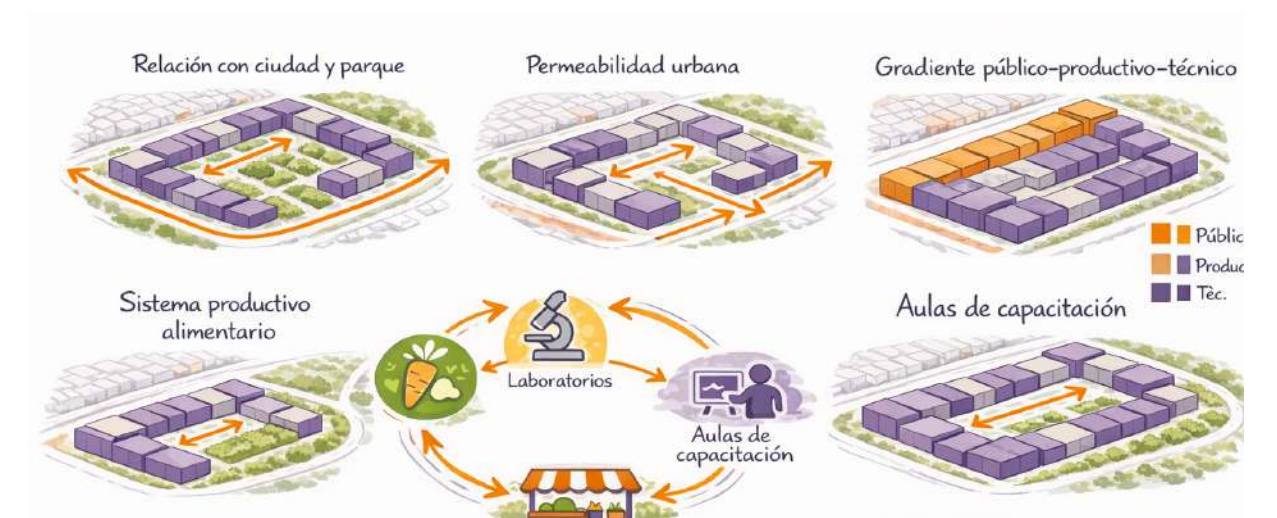 Relación con ciudad y parque
Permeabilidad urbana
Gradiente público-productivo-técnico
Públic
Produc
Tèc.
Sistema productivo
alimentario
Laboratorios
Aulas de
capacitación
Aulas de capacitación